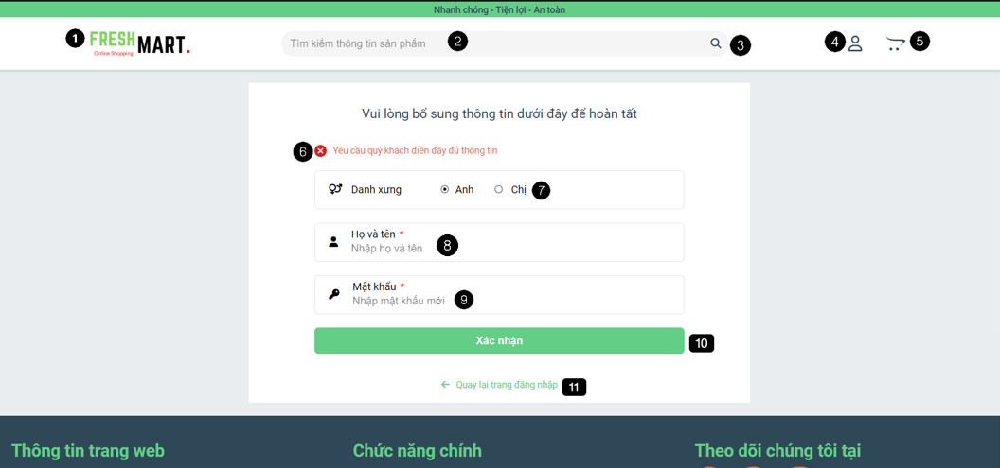 Nhanh chóng - Tiện lợi - An toàn
1 FRESH MART.
Online Shopping
Tìm kiếm thông tin sản phẩm 2 3 4 5
Vui lòng bổ sung thông tin dưới đây để hoàn tất
6 Yêu cầu quý khách điền đầy đủ thông tin
Danh xưng Anh Chị 7
Họ và tên *
Nhập họ và tên 8
Mật khẩu *
Nhập mật khẩu mới 9
Xác nhận 10
Quay lại trang đăng nhập 11
Thông tin trang web Chức năng chính Theo dõi chúng tôi tại